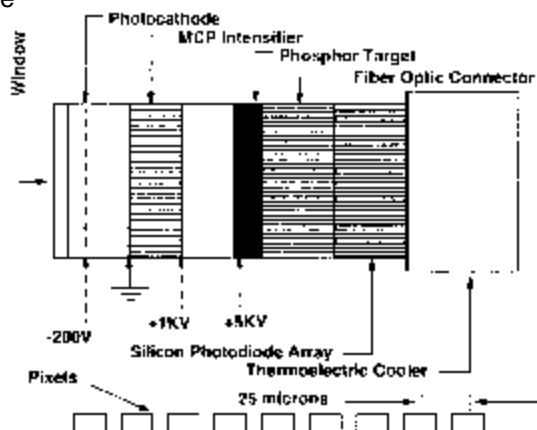 e
Photocathode
MCP Intensifier
Window
Phosphor Target
Fiber Optic Connector
-200V
+1KV
+5KV
Silicon Photodiode Array
Thermoelectric Cooler
Pixels
25 microns